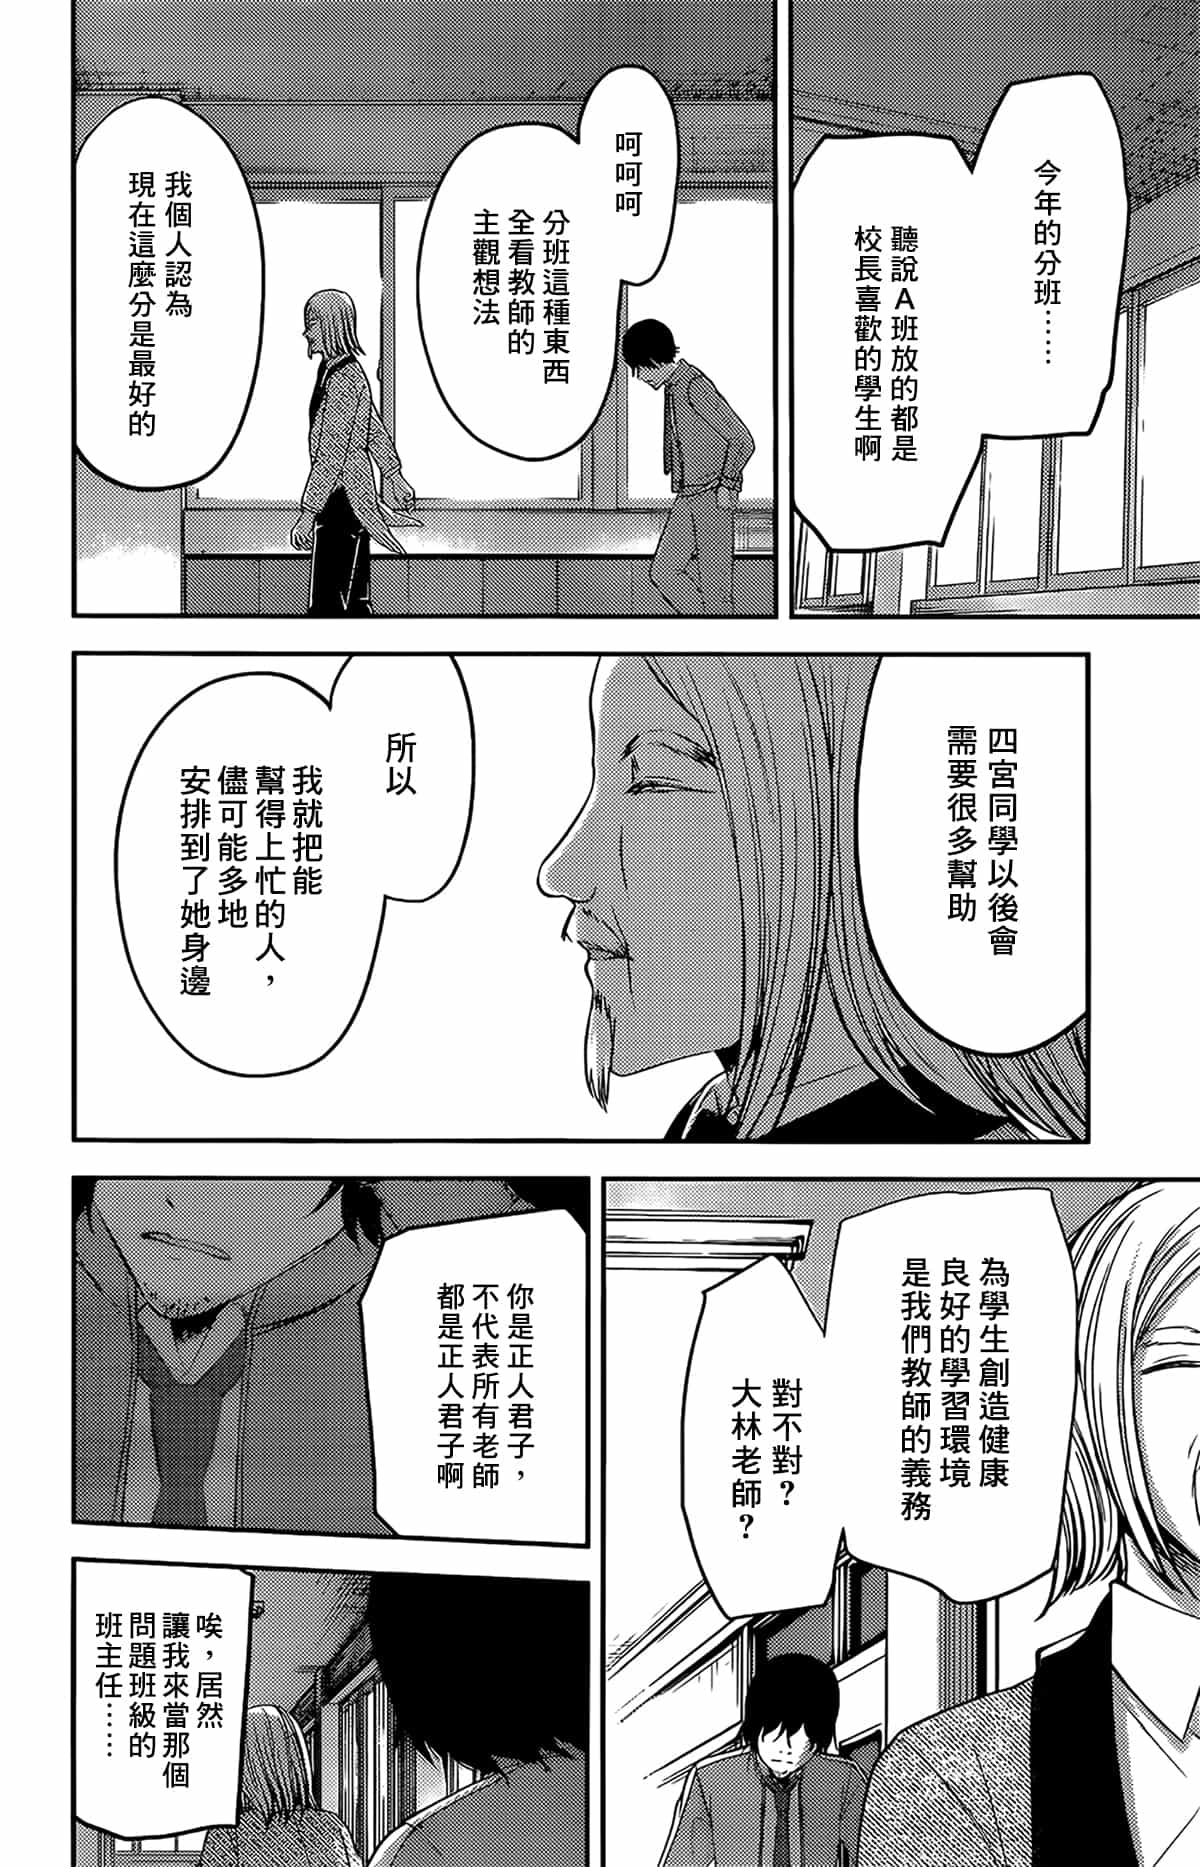 今年的分班……
聽說A班放的都是
校長喜歡的學生啊
呵呵呵
分班這種東西
全看教師的
主觀想法
我個人認為
現在這麼分是最好的
四宮同學以後會
需要很多幫助
所以
我就把能
幫得上忙的人，
儘可能多地
安排到了她身邊
為學生創造健康
良好的學習環境
是我們教師的義務
對不對？
大林老師？
你是正人君子，
不代表所有老師
都是正人君子啊
唉，居然
讓我來當那個
問題班級的
班主任……